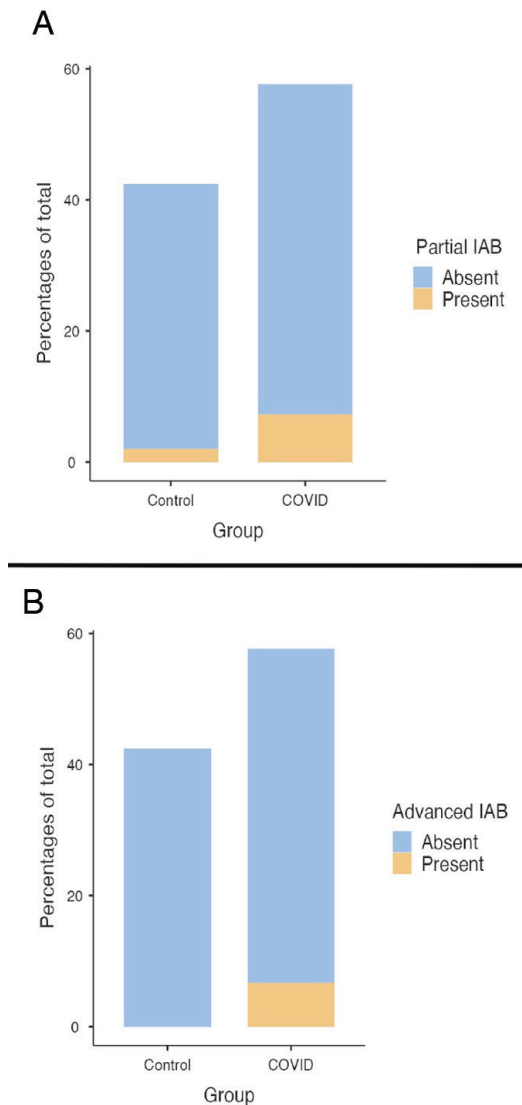 A
60
40
20
0
Percentages of total
Control
COVID
Group
Partial IAB
Absent
Present
B
60
40
20
0
Percentages of total
Control
COVID
Group
Advanced IAB
Absent
Present